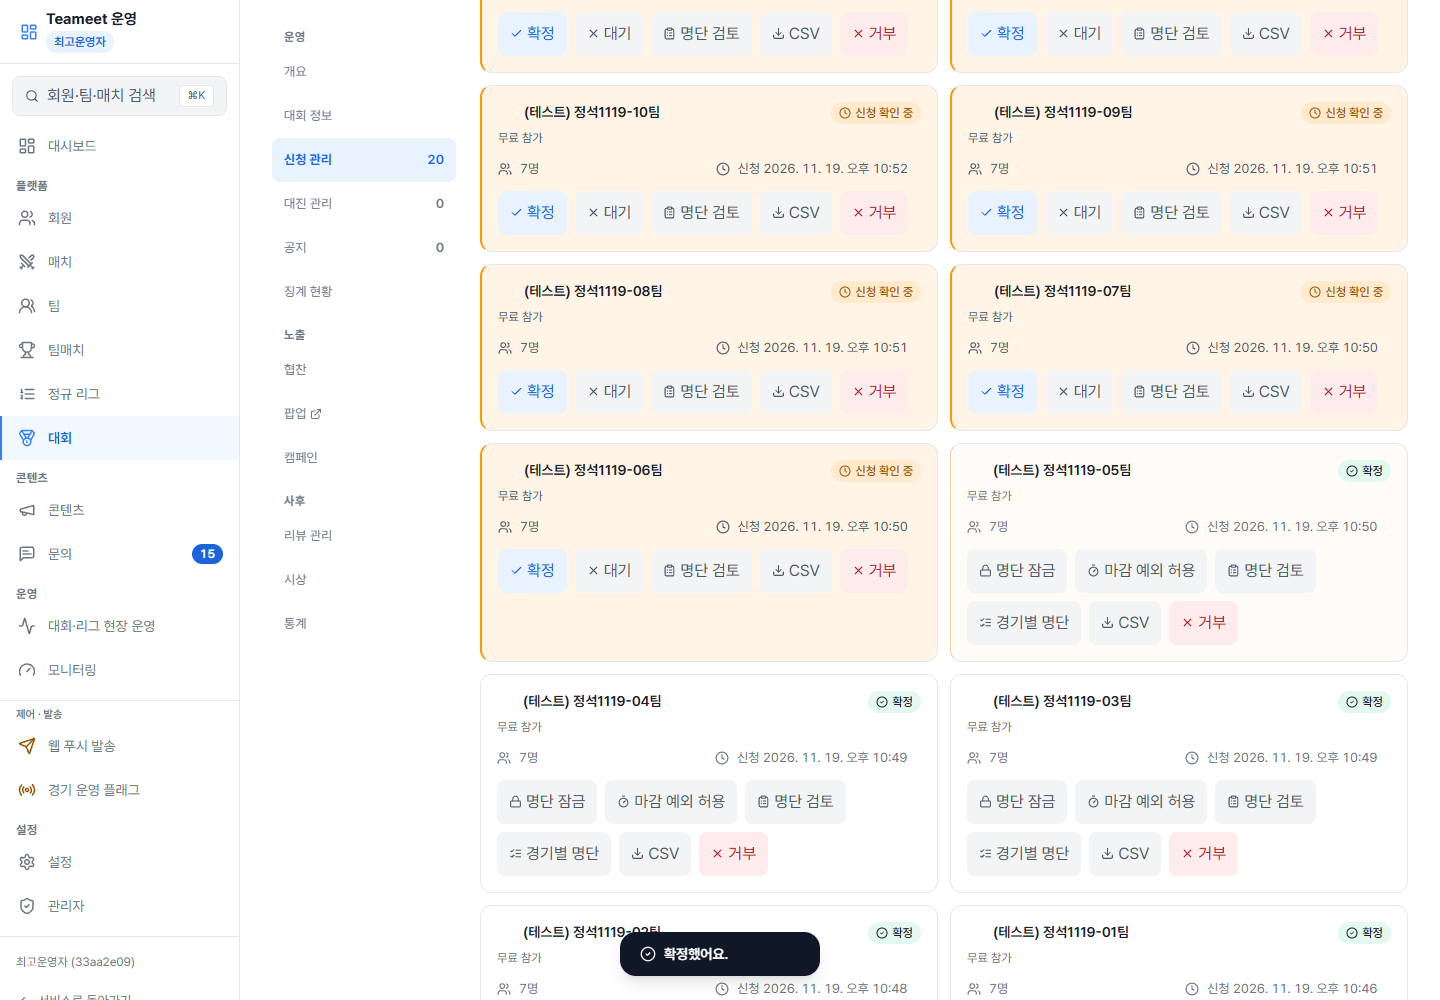 Teameet 운영
최고운영자
회원·팀·매치 검색 ⌘K
대시보드
플랫폼
회원
매치
팀
팀매치
정규 리그
대회
콘텐츠
콘텐츠
문의 15
운영
대회·리그 현장 운영
모니터링
제어 · 발송
웹 푸시 발송
경기 운영 플래그
설정
설정
관리자
최고운영자 (33aa2e09)
서비스로 돌아가기
운영
개요
대회 정보
신청 관리 20
대진 관리 0
공지 0
징계 현황
노출
협찬
팝업
캠페인
사후
리뷰 관리
시상
통계
확정 대기 명단 검토 CSV 거부
확정 대기 명단 검토 CSV 거부
(테스트) 정석1119-10팀 신청 확인 중
무료 참가
7명 신청 2026. 11. 19. 오후 10:52
확정 대기 명단 검토 CSV 거부
(테스트) 정석1119-09팀 신청 확인 중
무료 참가
7명 신청 2026. 11. 19. 오후 10:51
확정 대기 명단 검토 CSV 거부
(테스트) 정석1119-08팀 신청 확인 중
무료 참가
7명 신청 2026. 11. 19. 오후 10:51
확정 대기 명단 검토 CSV 거부
(테스트) 정석1119-07팀 신청 확인 중
무료 참가
7명 신청 2026. 11. 19. 오후 10:50
확정 대기 명단 검토 CSV 거부
(테스트) 정석1119-06팀 신청 확인 중
무료 참가
7명 신청 2026. 11. 19. 오후 10:50
확정 대기 명단 검토 CSV 거부
(테스트) 정석1119-05팀 확정
무료 참가
7명 신청 2026. 11. 19. 오후 10:50
명단 잠금 마감 예외 허용 명단 검토
경기별 명단 CSV 거부
(테스트) 정석1119-04팀 확정
무료 참가
7명 신청 2026. 11. 19. 오후 10:49
명단 잠금 마감 예외 허용 명단 검토
경기별 명단 CSV 거부
(테스트) 정석1119-03팀 확정
무료 참가
7명 신청 2026. 11. 19. 오후 10:49
명단 잠금 마감 예외 허용 명단 검토
경기별 명단 CSV 거부
(테스트) 정석1119-02팀 확정
무료 참가
7명 신청 2026. 11. 19. 오후 10:48
(테스트) 정석1119-01팀 확정
무료 참가
7명 신청 2026. 11. 19. 오후 10:46
확정했어요.